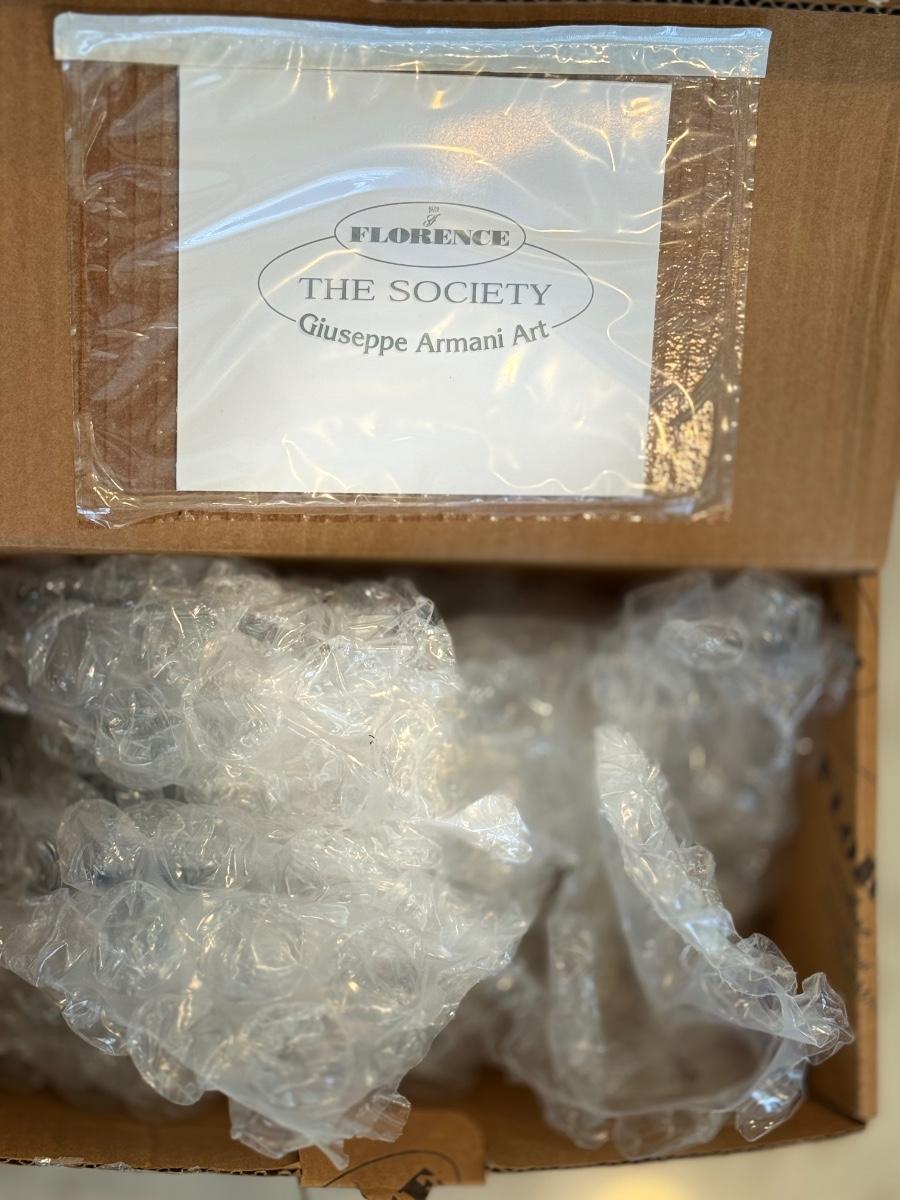 FLORENCE
THE SOCIETY
Giuseppe Armani Art